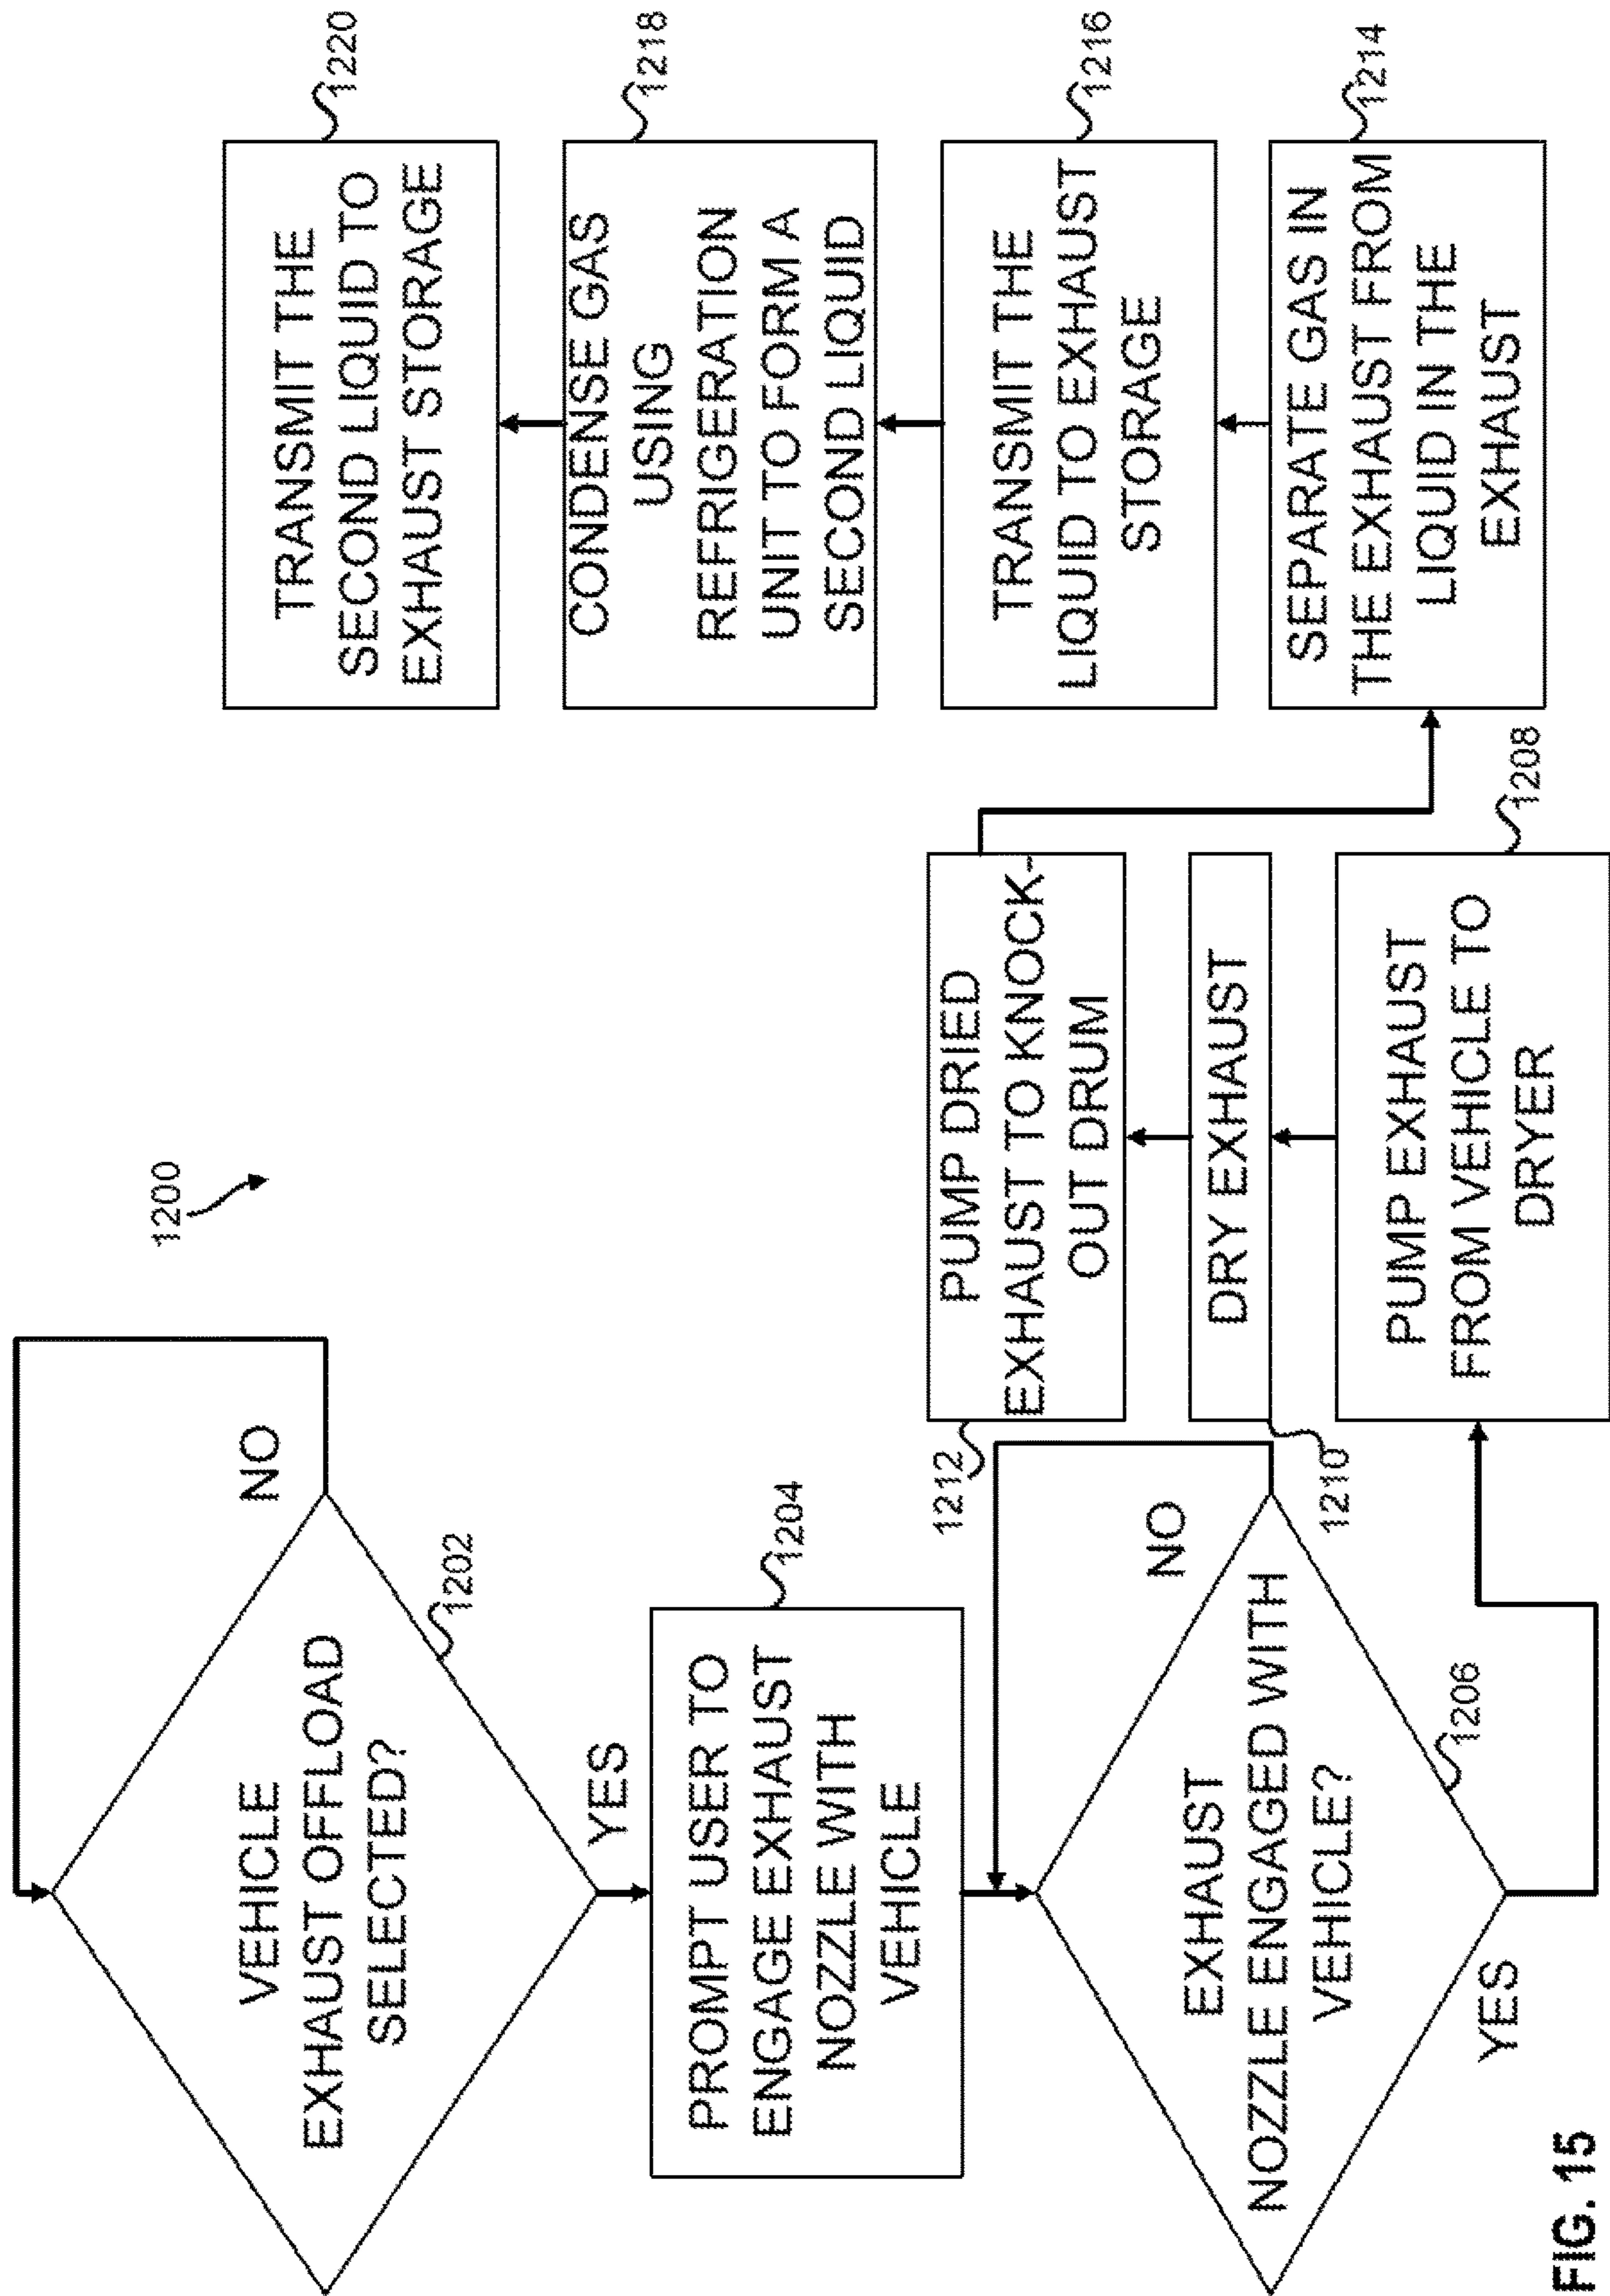 1200
VEHICLE
EXHAUST OFFLOAD
SELECTED?
NO
1202
YES
PROMPT USER TO
ENGAGE EXHAUST
NOZZLE WITH
VEHICLE
1204
EXHAUST
NOZZLE ENGAGED WITH
VEHICLE?
NO
1206
YES
PUMP EXHAUST
FROM VEHICLE TO
DRYER
1208
DRY EXHAUST
1210
PUMP DRIED
EXHAUST TO KNOCK-
OUT DRUM
1212
SEPARATE GAS IN
THE EXHAUST FROM
LIQUID IN THE
EXHAUST
1214
TRANSMIT THE
LIQUID TO EXHAUST
STORAGE
1216
CONDENSE GAS
USING
REFRIGERATION
UNIT TO FORM A
SECOND LIQUID
1218
TRANSMIT THE
SECOND LIQUID TO
EXHAUST STORAGE
1220
FIG. 15